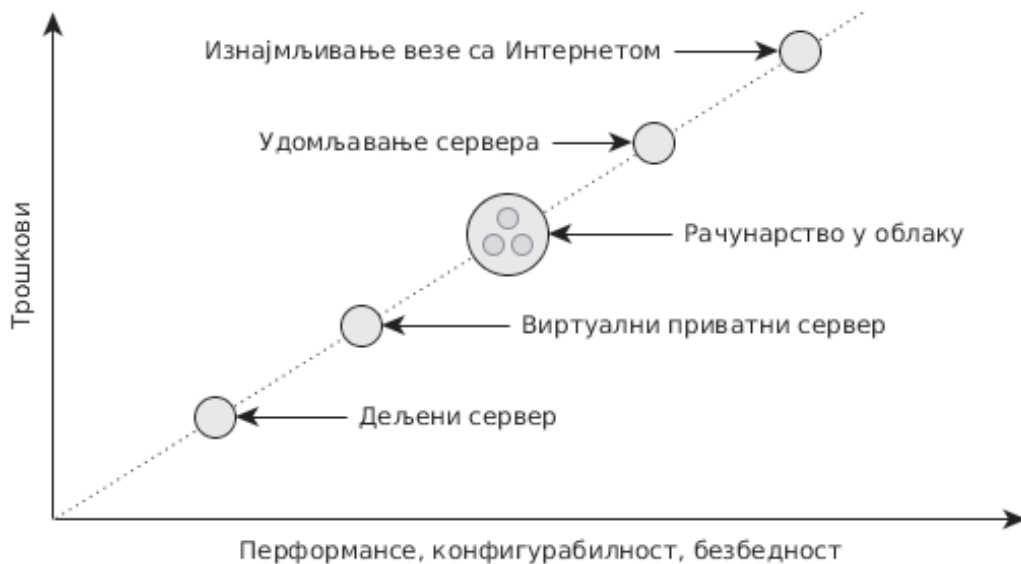 Изнајмљивање везе са Интернетом
Удомљавање сервера
Рачунарство у облаку
Трошкови
Виртуални приватни сервер
Дељени сервер
Перформансе, конфигурабилност, безбедност